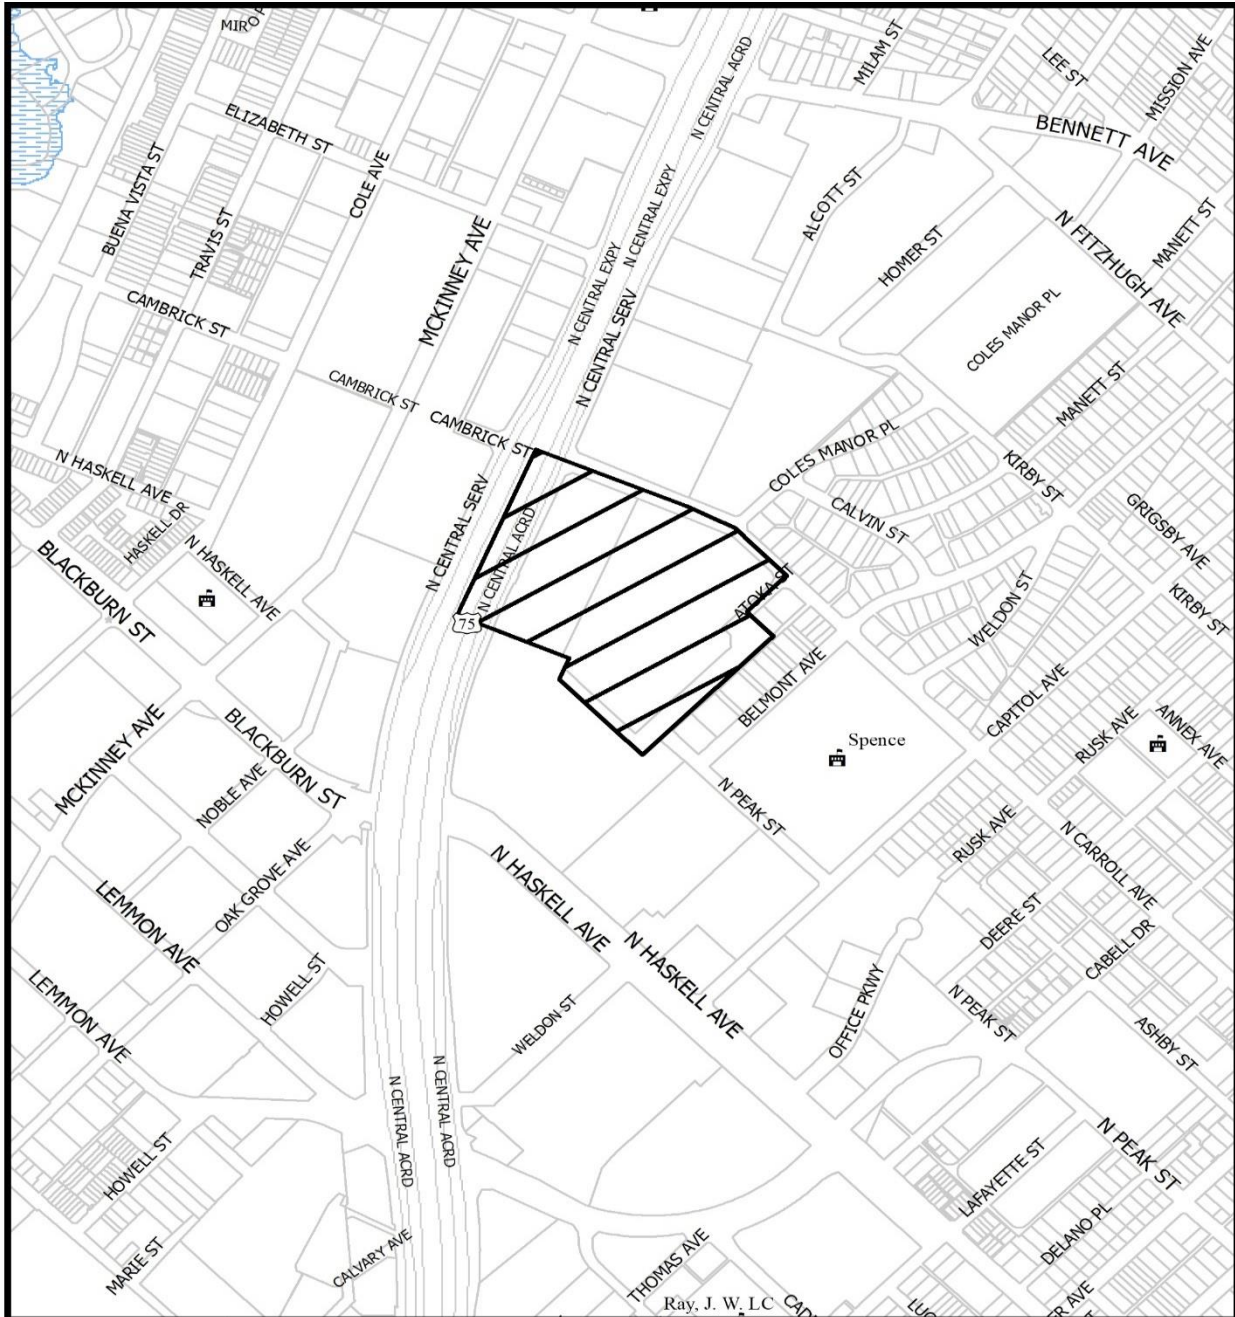 MIR
MILAM ST
LEE ST
MISSION AVE
N CENTRAL ACRD
ELIZABETH ST
BENNETT AVE
BUENA VISTA ST
TRAVIS ST
COLE AVE
MCKINNEY AVE
N CENTRAL EXPY
N CENTRAL EXPY
ALCOTT ST
HOMER ST
N FITZHUGH AVE
MANETT ST
CAMBRICK ST
N CENTRAL SERV
COLES MANOR PL
CAMBRICK ST
CAMBRICK ST
MANETT ST
COLES MANOR PL
KIRBY ST
N HASKELL AVE
HASKELL DR
N HASKELL AVE
N CENTRAL SERV
N CENTRAL ACRD
CALVIN ST
GRIGSBY AVE
BLACKBURN ST
75
ATOKA ST
WELDON ST
KIRBY ST
BELMONT AVE
CAPITOL AVE
MCKINNEY AVE
BLACKBURN ST
NOBLE AVE
Spence
RUSK AVE
ANNEX AVE
N PEAK ST
RUSK AVE
N CARROLL AVE
LEMMON AVE
OAK GROVE AVE
N HASKELL AVE
N HASKELL AVE
DEERE ST
CABELL DR
LEMMON AVE
HOWELL ST
WELDON ST
OFFICE PKWY
N PEAK ST
ASHBY ST
N CENTRAL ACRD
N CENTRAL ACRD
HOWELL ST
LAFAYETTE ST
N PEAK ST
MARIE ST
CALVARY AVE
THOMAS AVE
DELANO PL
Ray, J. W. LC